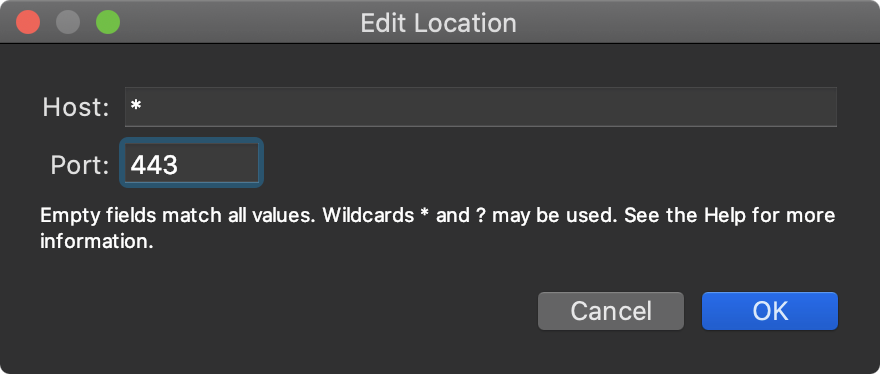 Edit Location
Host: *
Port: 443
Empty fields match all values. Wildcards * and ? may be used. See the Help for more
information.
Cancel OK